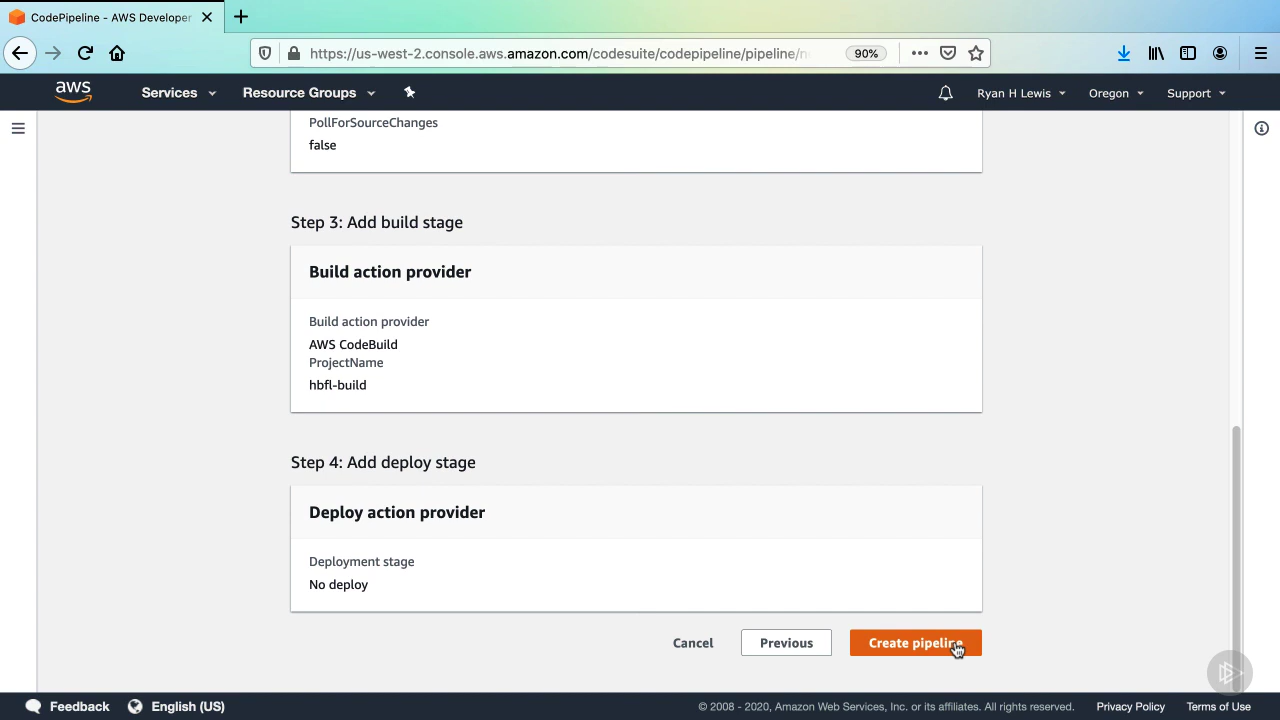 CodePipeline - AWS Developer
https://us-west-2.console.aws.amazon.com/codesuite/codepipeline/pipeline/n
90%
aws
Services
Resource Groups
Ryan H Lewis
Oregon
Support
PollForSourceChanges
false
Step 3: Add build stage
Build action provider
Build action provider
AWS CodeBuild
ProjectName
hbfl-build
Step 4: Add deploy stage
Deploy action provider
Deployment stage
No deploy
Cancel
Previous
Create pipeline
Feedback
English (US)
© 2008 - 2020, Amazon Web Services, Inc. or its affiliates. All rights reserved.
Privacy Policy
Terms of Use